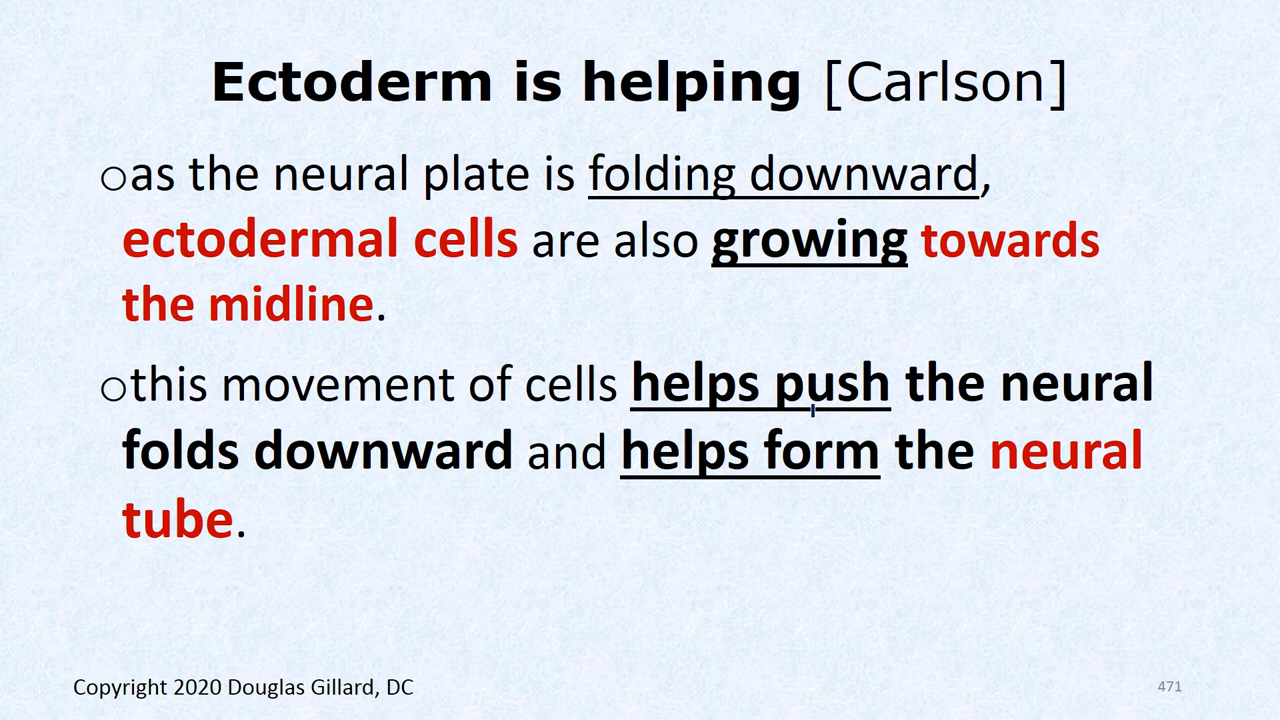 Ectoderm is helping [Carlson]
○as the neural plate is folding downward,
ectodermal cells are also growing towards
the midline.
○this movement of cells helps push the neural
folds downward and helps form the neural
tube.
Copyright 2020 Douglas Gillard, DC
471